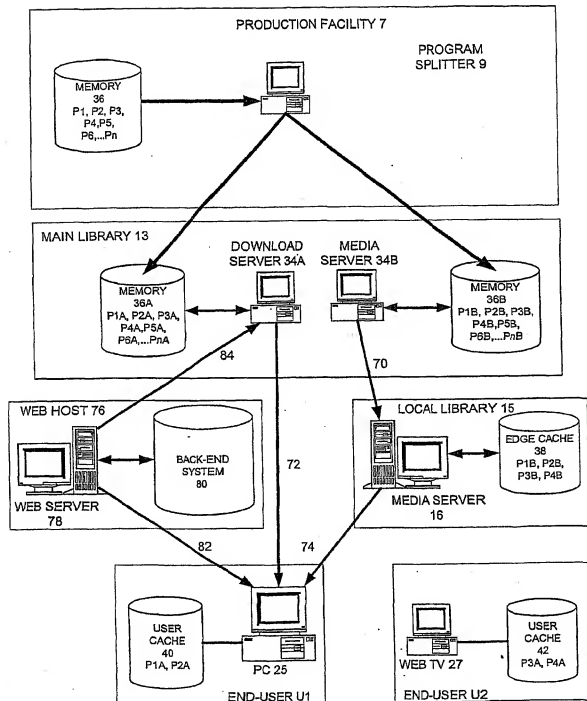 PRODUCTION FACILITY 7
PROGRAM
SPLITTER 9
MEMORY
36
P1, P2, P3,
P4,P5,
P6,...Pn
MAIN LIBRARY 13
DOWNLOAD
SERVER 34A
MEDIA
SERVER 34B
MEMORY
36A
P1A, P2A, P3A,
P4A,P5A,
P6A,...PnA
MEMORY
36B
P1B, P2B, P3B,
P4B,P5B,
P6B,...PnB
84
70
WEB HOST 76
BACK-END
SYSTEM
80
WEB SERVER
78
72
LOCAL LIBRARY 15
EDGE CACHE
38
P1B, P2B,
P3B, P4B
MEDIA SERVER
16
82
74
USER
CACHE
40
P1A, P2A
PC 25
END-USER U1
WEB TV 27
USER
CACHE
42
P3A, P4A
END-USER U2